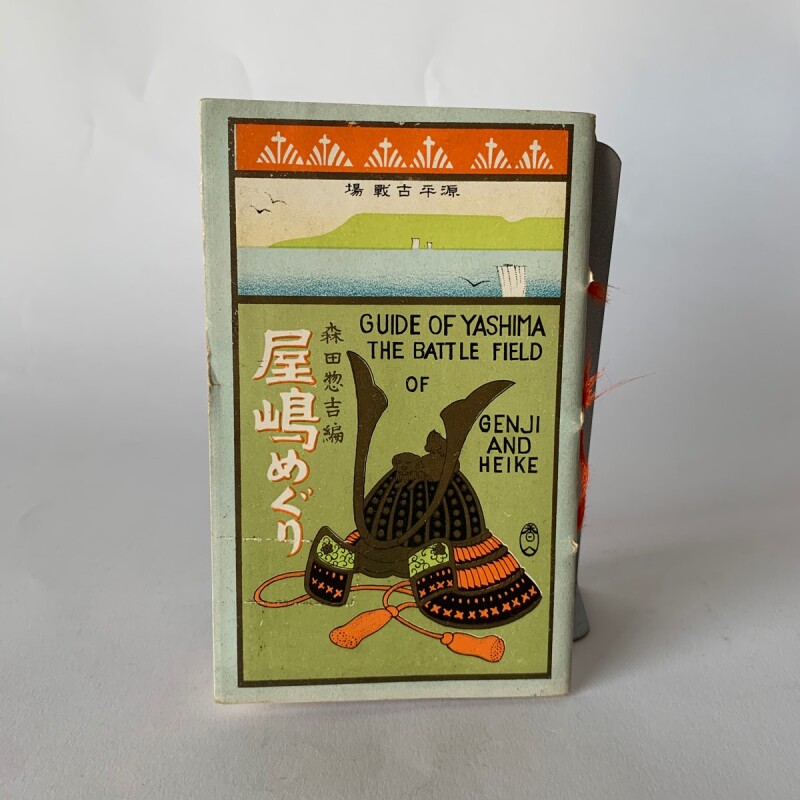 場戦古平源
GUIDE OF YASHIMA
THE BATTLE FIELD
OF
GENJI
AND
HEIKE
森田惣吉編
屋嶋めぐり